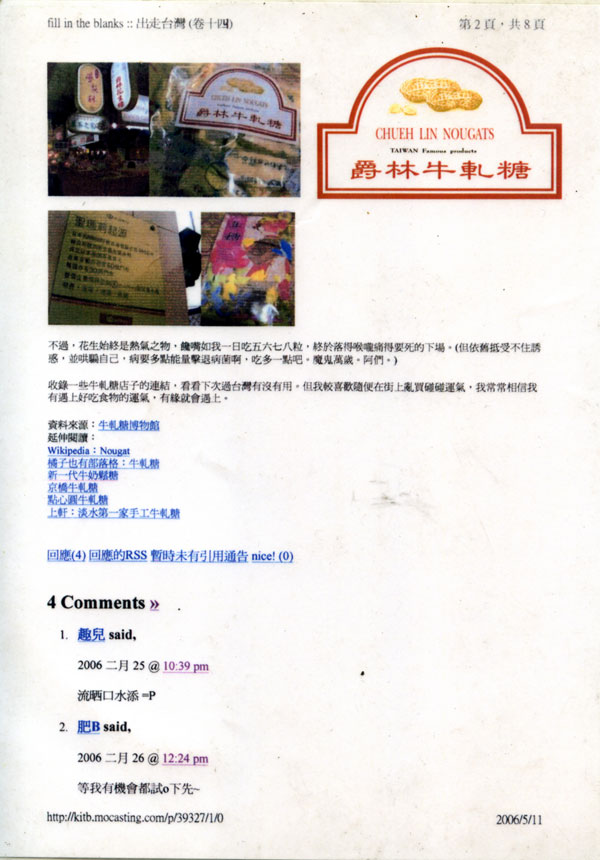 fill in the blanks :: 出走台灣 (卷十四)
第 2 頁，共 8 頁
CHUEH LIN NOUGATS
TAIWAN Famous products
爵林牛軋糖
CHUEH LIN NOUGATS
TAIWAN Famous products
爵林牛軋糖
不過，花生始終是熱氣之物，饞嘴如我一日吃五六七八粒，終於落得喉嚨痛得要死的下場。(但依舊抵受不住誘
惑，並哄騙自己，病要多點能量擊退病菌啊，吃多一點吧。魔鬼萬歲。阿們。)
收錄一些牛軋糖店子的連結，看看下次過台灣有沒有用。但我較喜歡隨便在街上亂買碰碰運氣，我常常相信我
有遇上好吃食物的運氣，有緣就會遇上。
資料來源：牛軋糖博物館
延伸閱讀：
Wikipedia：Nougat
橘子也有部落格：牛軋糖
新一代牛奶鬆糖
京橋牛軋糖
點心圓牛軋糖
上軒：淡水第一家手工牛軋糖
回應(4) 回應的RSS 暫時未有引用通告 nice! (0)
4 Comments »
1. 趣兒 said,
2006 二月 25 @ 10:39 pm
流晒口水添 =P
2. 肥B said,
2006 二月 26 @ 12:24 pm
等我有機會都試o下先~
http://kitb.mocasting.com/p/39327/1/0
2006/5/11